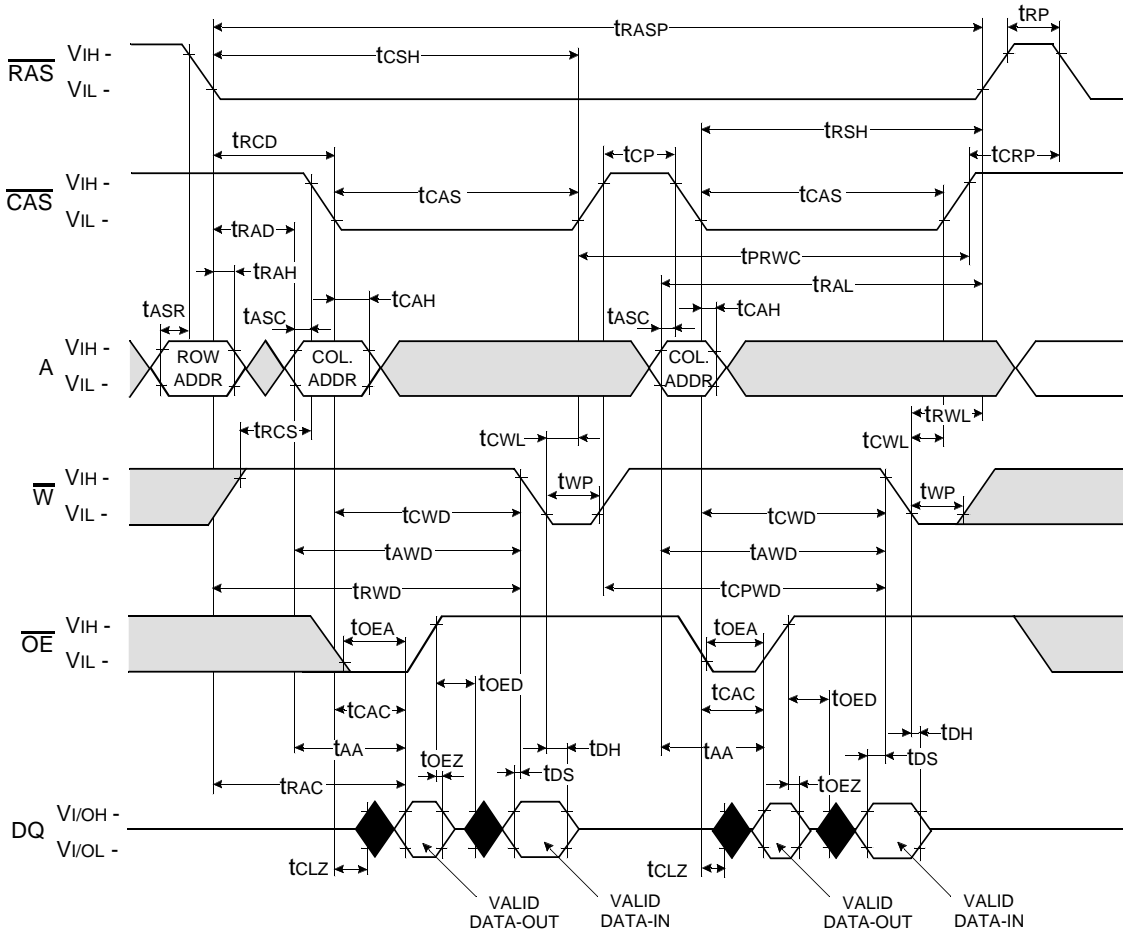 tRP
tRASP
VIH -
tCSH
RAS
VIL -
tRSH
tRCD
tCP
tCRP
VIH -
CAS
tCAS
tCAS
VIL -
tRAD
tPRWC
tRAH
tRAL
tASR
tCAH
tASC
tASC
tCAH
VIH -
ROW
ADDR
COL.
ADDR
COL.
ADDR
A
VIL -
tRWL
tRCS
tCWL
tCWL
VIH -
W
tWP
tWP
VIL -
tCWD
tCWD
tAWD
tAWD
tRWD
tCPWD
VIH -
OE
tOEA
tOEA
VIL -
tOED
tCAC
tOED
tCAC
tDH
tDH
tAA
tAA
tOEZ
tDS
tDS
tRAC
tOEZ
VI/OH -
DQ
VI/OL -
tCLZ
tCLZ
VALID
DATA-OUT
VALID
DATA-IN
VALID
DATA-OUT
VALID
DATA-IN